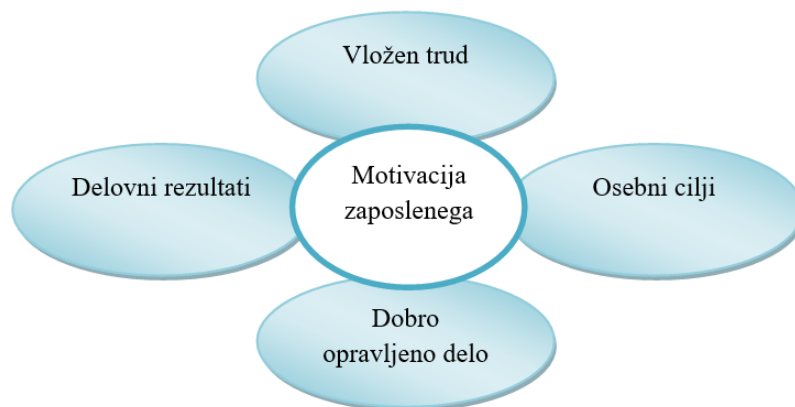 Vložen trud
Delovni rezultati
Motivacija
zaposlenega
Osebni cilji
Dobro
opravljeno delo